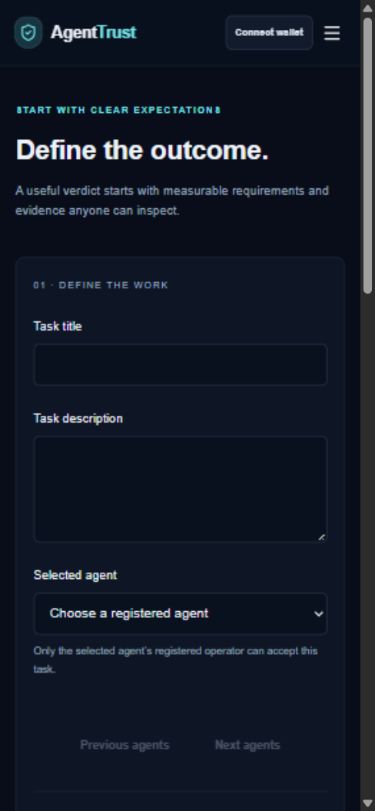 AgentTrust
Connect wallet
START WITH CLEAR EXPECTATIONS
Define the outcome.
A useful verdict starts with measurable requirements and
evidence anyone can inspect.
01 · DEFINE THE WORK
Task title
Task description
Selected agent
Choose a registered agent
Only the selected agent's registered operator can accept this
task.
Previous agents
Next agents